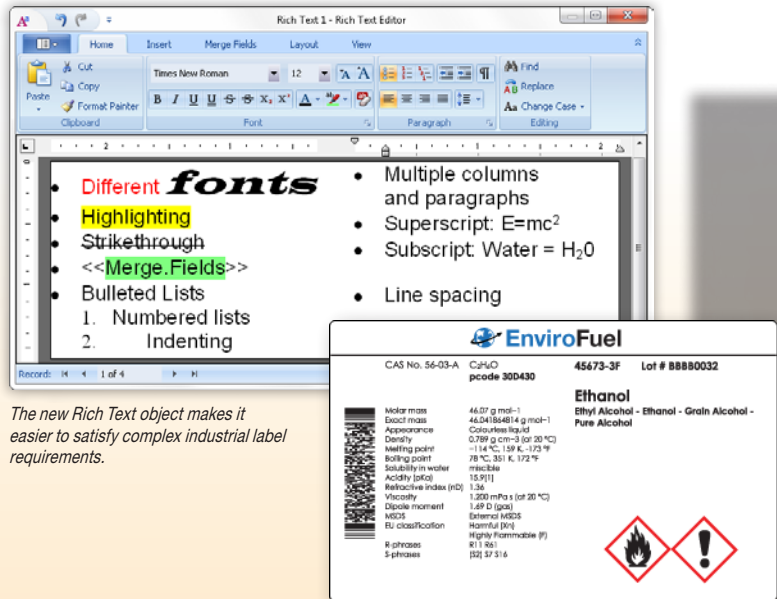 Rich Text 1 - Rich Text Editor
Home Insert Merge Fields Layout View
Paste
Cut
Copy
Format Painter
Clipboard
Times New Roman 12
B I U
Font
Paragraph
Find
Replace
Change Case
Editing
Different fonts
Highlighting
Strikethrough
<<Merge.Fields>>
Bulleted Lists
1. Numbered lists
2. Indenting
Multiple columns
and paragraphs
Superscript: E=mc²
Subscript: Water = H₂0
Line spacing
Record: 1 of 4
The new Rich Text object makes it
easier to satisfy complex industrial label
requirements.
EnviroFuel
CAS No. 56-03-A C₂H₆O 45673-3F Lot # BBBB0032
pcode 30D430
Ethanol
Ethyl Alcohol - Ethanol - Grain Alcohol -
Pure Alcohol
Molar mass 46.07 g mol−1
Exact mass 46.041864814 g mol−1
Appearance Colourless liquid
Density 0.789 g cm−3 (at 20 °C)
Melting point −114 °C, 159 K, -173 °F
Boiling point 78 °C, 351 K, 172 °F
Solubility in water miscible
Acidity (pKa) 15.9[1]
Refractive index (nD) 1.36
Viscosity 1.200 mPa s (at 20 °C)
Dipole moment 1.69 D (gas)
MSDS External MSDS
EU classification Harmful (Xn)
Highly Flammable (F)
R-phrases R11 R61
S-phrases (S2) S7 S16